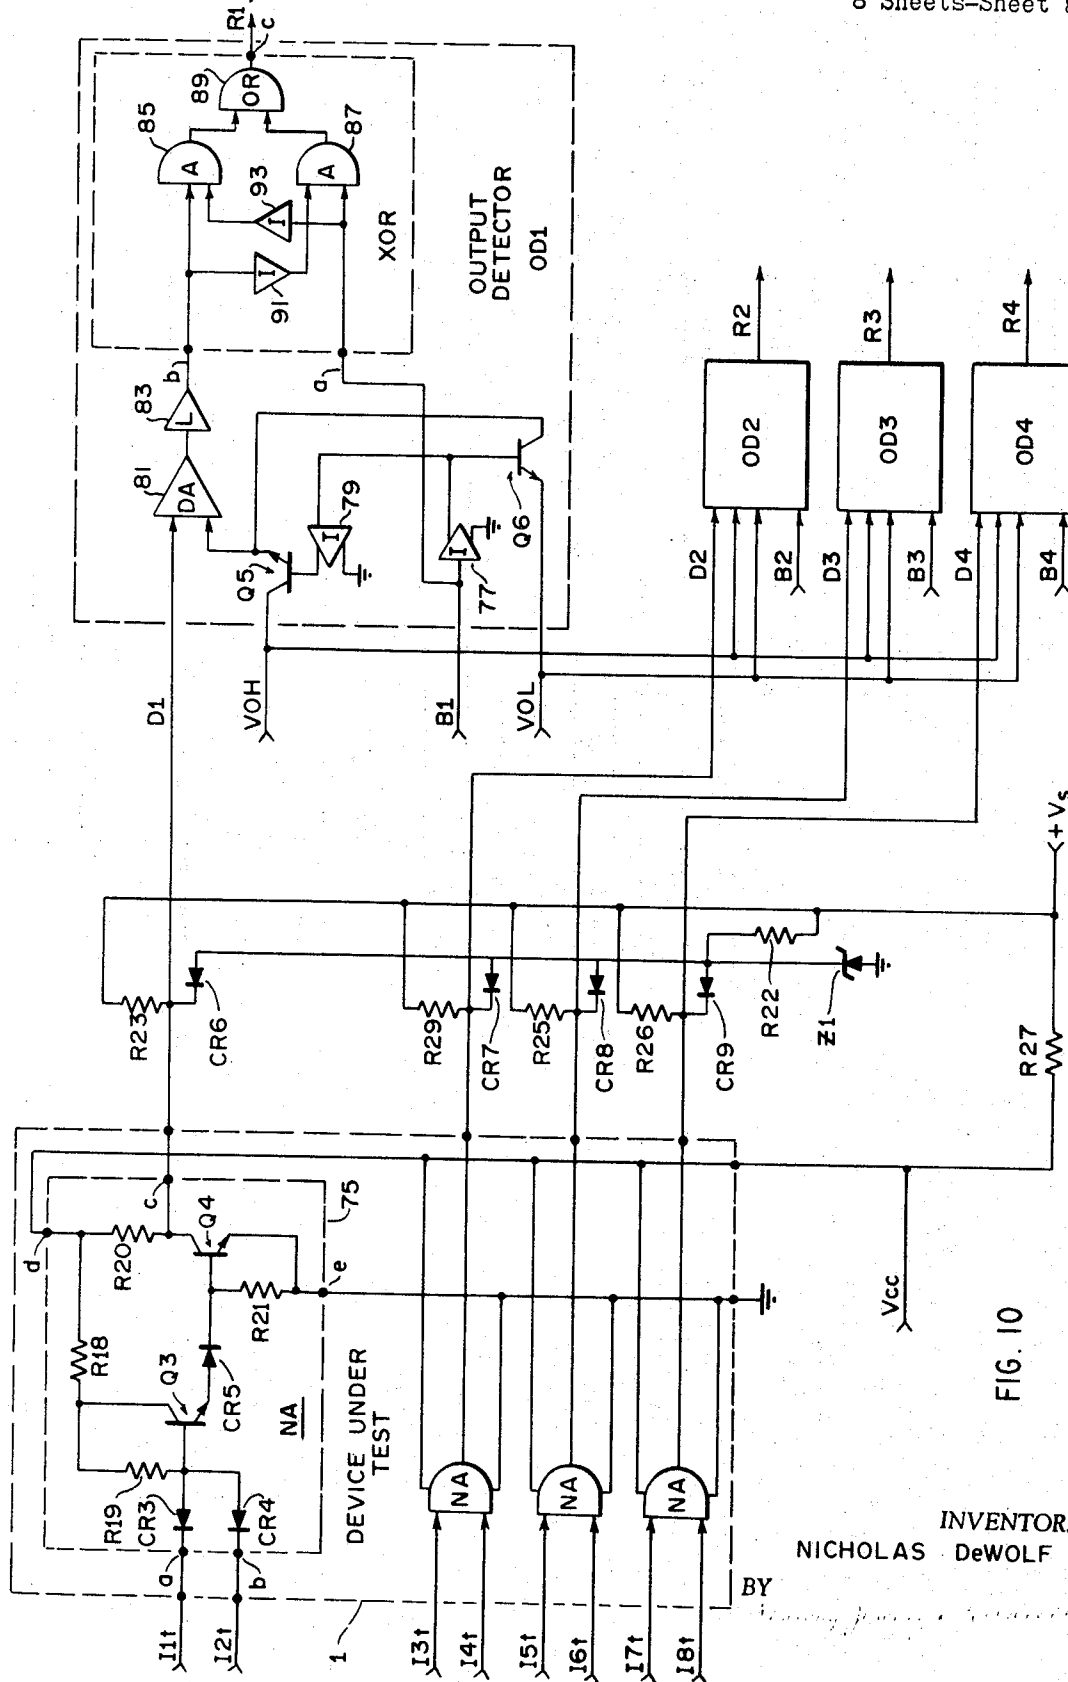 8 Sheets-Sheet 8
R1
c
89
OR
85
A
87
A
93
I
91
I
XOR
OUTPUT
DETECTOR
OD1
b
a
83
L
81
DA
79
I
Q5
77
I
Q6
D1
VOH
B1
VOL
R2
R3
R4
OD2
OD3
OD4
D2
B2
D3
B3
D4
B4
+Vs
R23
CR6
R29
CR7
R25
CR8
R26
CR9
R22
Z1
R27
d
c
75
R20
Q4
R21
e
R18
Q3
CR5
NA
R19
CR3
CR4
a
b
DEVICE UNDER
TEST
NA
NA
NA
Vcc
I1t
I2t
1
I3t
I4t
I5t
I6t
I7t
I8t
FIG. 10
INVENTOR.
NICHOLAS DeWOLF
BY